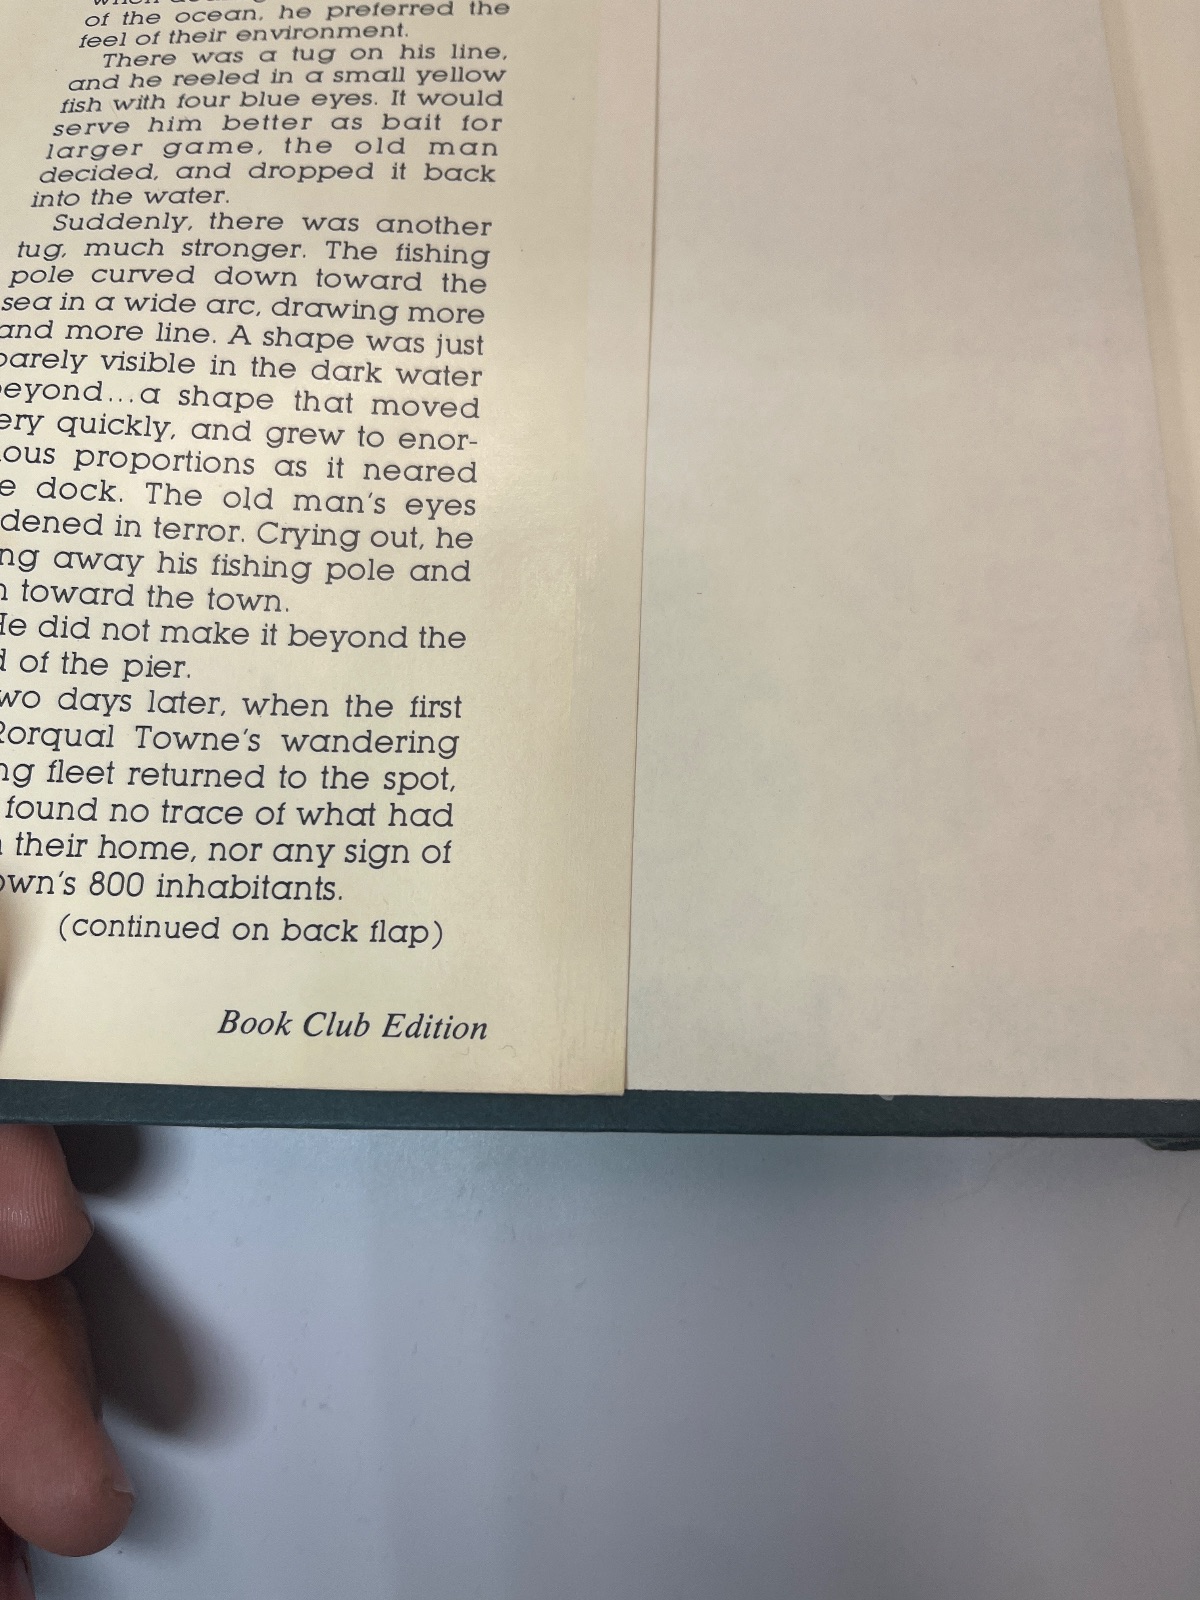 of the ocean, he preferred the
feel of their environment.
There was a tug on his line,
and he reeled in a small yellow
fish with four blue eyes. It would
serve him better as bait for
larger game, the old man
decided, and dropped it back
into the water.
Suddenly, there was another
tug, much stronger. The fishing
pole curved down toward the
sea in a wide arc, drawing more
and more line. A shape was just
barely visible in the dark water
beyond...a shape that moved
ery quickly, and grew to enor-
ous proportions as it neared
e dock. The old man's eyes
dened in terror. Crying out, he
ng away his fishing pole and
n toward the town.
He did not make it beyond the
d of the pier.
wo days later, when the first
Rorqual Towne's wandering
ng fleet returned to the spot,
found no trace of what had
their home, nor any sign of
own's 800 inhabitants.
(continued on back flap)
Book Club Edition